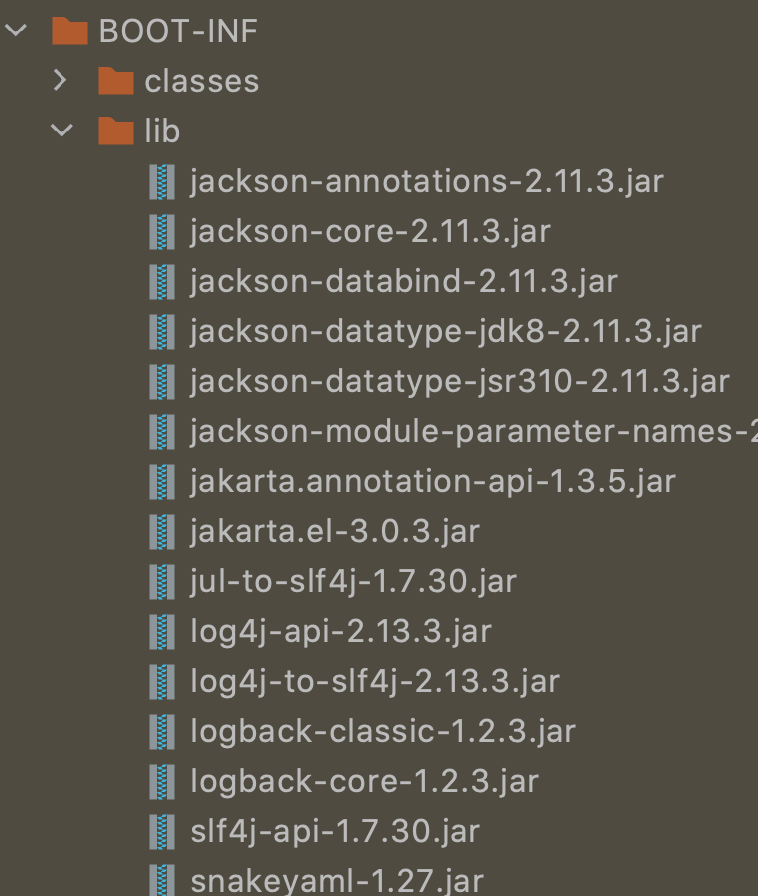 BOOT-INF
classes
lib
jackson-annotations-2.11.3.jar
jackson-core-2.11.3.jar
jackson-databind-2.11.3.jar
jackson-datatype-jdk8-2.11.3.jar
jackson-datatype-jsr310-2.11.3.jar
jackson-module-parameter-names-2
jakarta.annotation-api-1.3.5.jar
jakarta.el-3.0.3.jar
jul-to-slf4j-1.7.30.jar
log4j-api-2.13.3.jar
log4j-to-slf4j-2.13.3.jar
logback-classic-1.2.3.jar
logback-core-1.2.3.jar
slf4j-api-1.7.30.jar
snakeyaml-1.27.jar